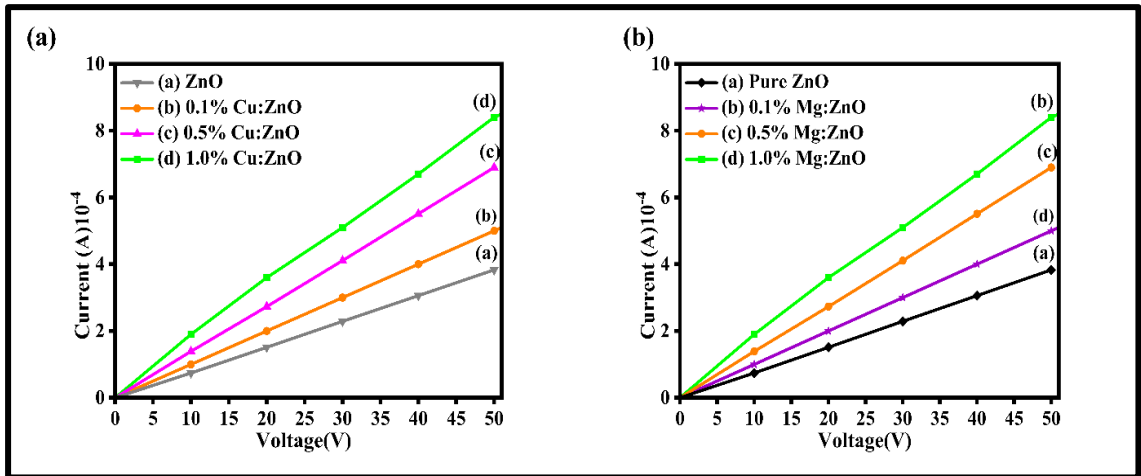 (a)
10
8
6
4
2
0
Current (A)10⁻⁴
(a) ZnO
(b) 0.1% Cu:ZnO
(c) 0.5% Cu:ZnO
(d) 1.0% Cu:ZnO
(d)
(c)
(b)
(a)
0 5 10 15 20 25 30 35 40 45 50
Voltage(V)
(b)
10
8
6
4
2
0
Current (A)10⁻⁴
(a) Pure ZnO
(b) 0.1% Mg:ZnO
(c) 0.5% Mg:ZnO
(d) 1.0% Mg:ZnO
(b)
(c)
(d)
(a)
0 5 10 15 20 25 30 35 40 45 50
Voltage(V)